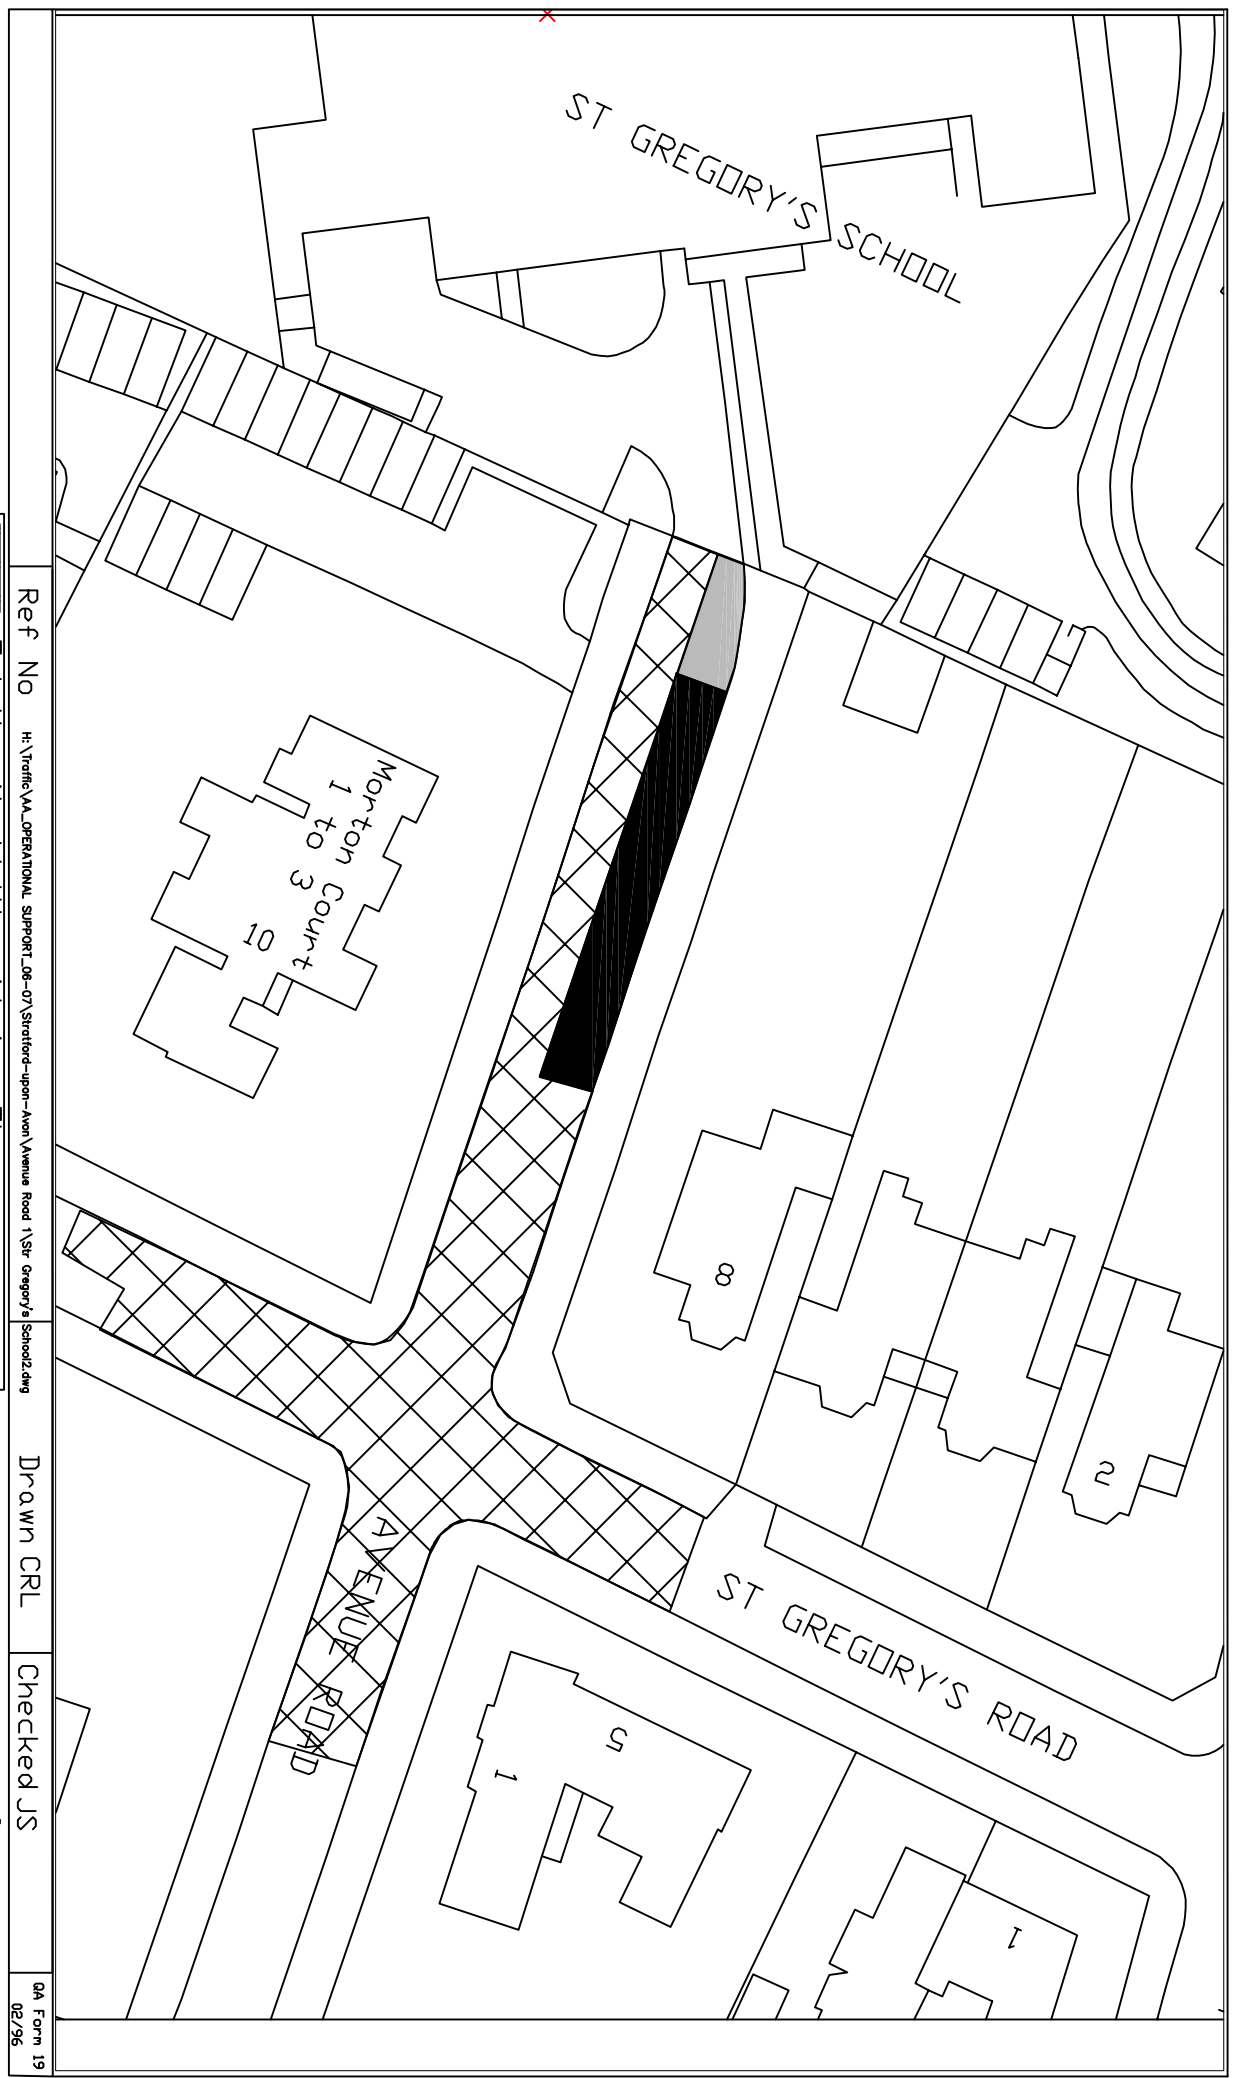 ST GREGORY'S SCHOOL
Morton Court
1 to 3
10
8
2
ST GREGORY'S ROAD
AVENUE ROAD
5
1
1
Ref No
H:\Traffic\AA_OPERATIONAL SUPPORT_06-07\Stratford-upon-Avon\Avenue Road 1\Str Gregory's School2.dwg
Drawn CRL
Checked JS
QA Form 19
02/96